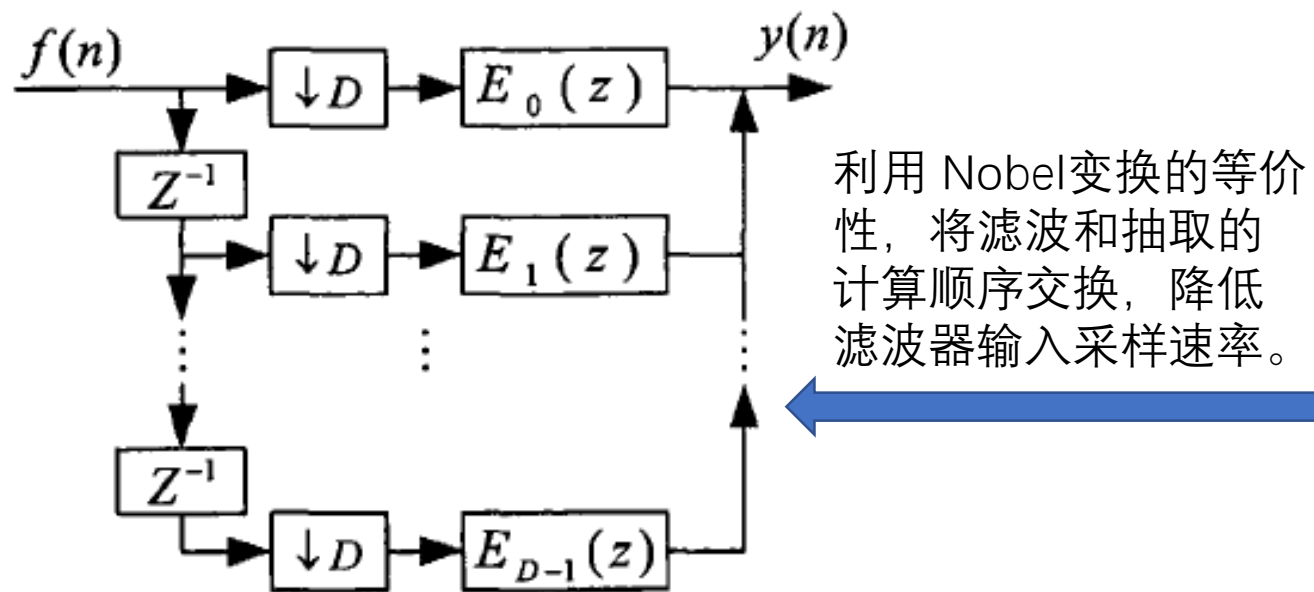 f(n) ↓D E₀(z) y(n)
Z⁻¹
↓D E₁(z)
⋮ ⋮ ⋮
Z⁻¹
↓D E_{D-1}(z)
利用 Nobel变换的等价
性，将滤波和抽取的
计算顺序交换，降低
滤波器输入采样速率。